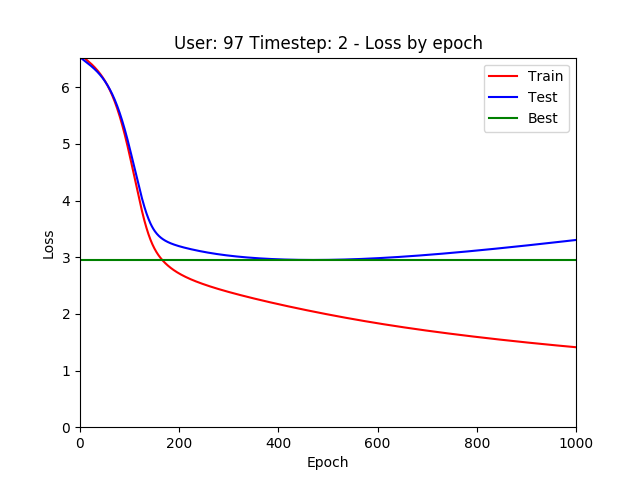 User: 97 Timestep: 2 - Loss by epoch
Train
Test
Best
6
5
4
3
2
1
0
Loss
0 200 400 600 800 1000
Epoch